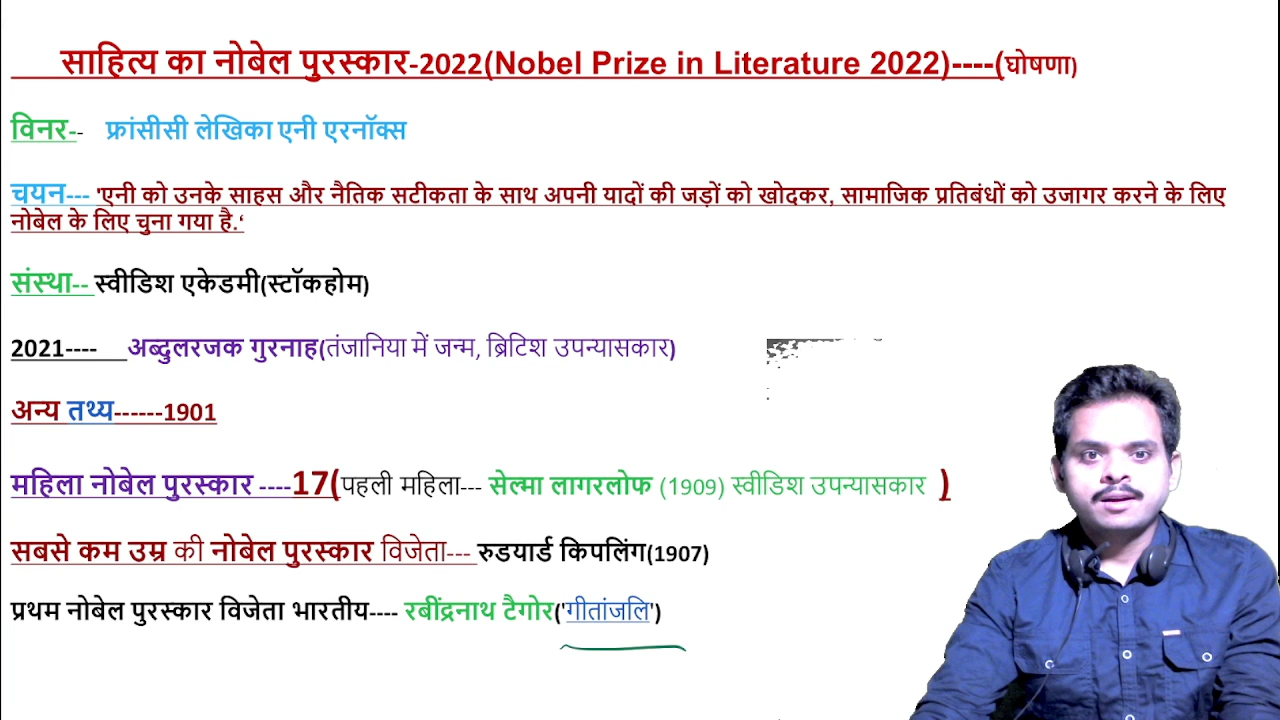 साहित्य का नोबेल पुरस्कार-2022(Nobel Prize in Literature 2022)----(घोषणा)
विनर-- फ्रांसीसी लेखिका एनी एरनॉक्स
चयन--- 'एनी को उनके साहस और नैतिक सटीकता के साथ अपनी यादों की जड़ों को खोदकर, सामाजिक प्रतिबंधों को उजागर करने के लिए
नोबेल के लिए चुना गया है.‘
संस्था-- स्वीडिश एकेडमी(स्टॉकहोम)
2021---- अब्दुलरजक गुरनाह(तंजानिया में जन्म, ब्रिटिश उपन्यासकार)
अन्य तथ्य------1901
महिला नोबेल पुरस्कार ----17(पहली महिला--- सेल्मा लागरलोफ (1909) स्वीडिश उपन्यासकार )
सबसे कम उम्र की नोबेल पुरस्कार विजेता--- रुडयार्ड किपलिंग(1907)
प्रथम नोबेल पुरस्कार विजेता भारतीय---- रबींद्रनाथ टैगोर('गीतांजलि')